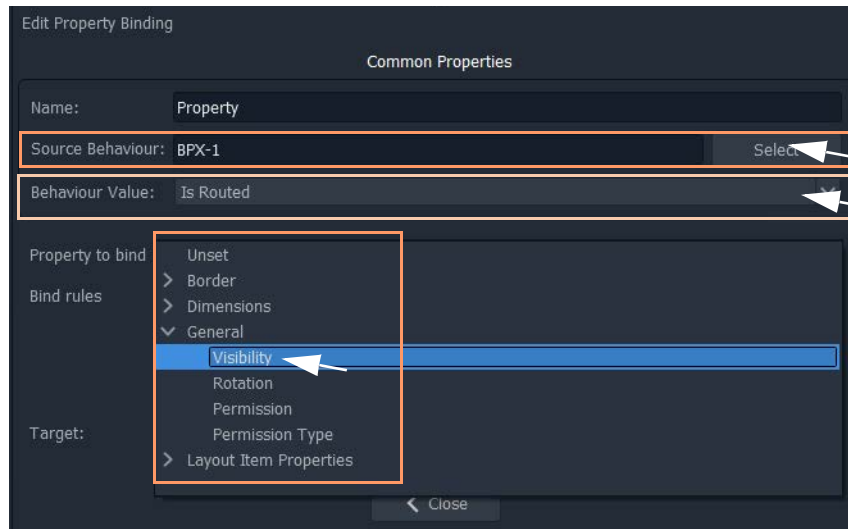 Edit Property Binding
Common Properties
Name: Property
Source Behaviour: BPX-1 Select
Behaviour Value: Is Routed
Property to bind Unset
Border
Bind rules
Dimensions
General
Visibility
Rotation
Permission
Target: Permission Type
Layout Item Properties
Close